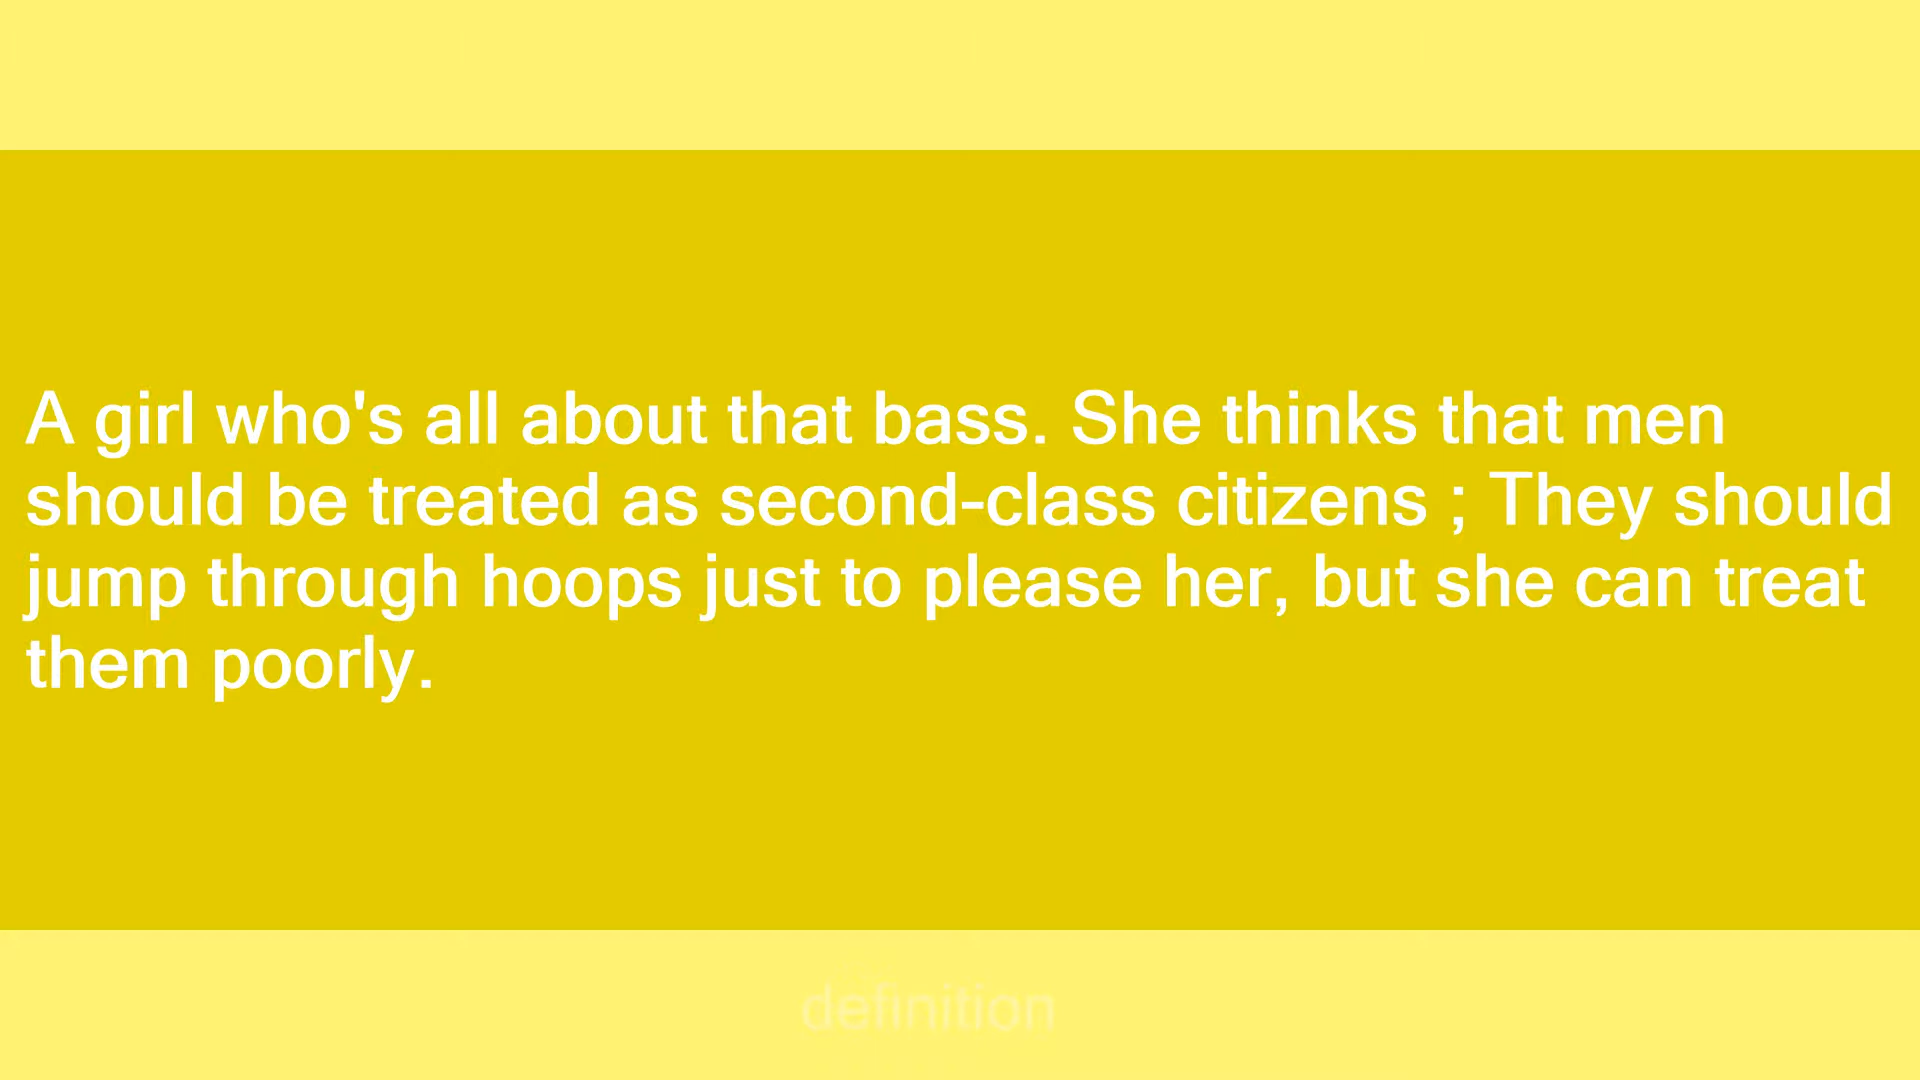 A girl who's all about that bass. She thinks that men
should be treated as second-class citizens ; They should
jump through hoops just to please her, but she can treat
them poorly.
definition